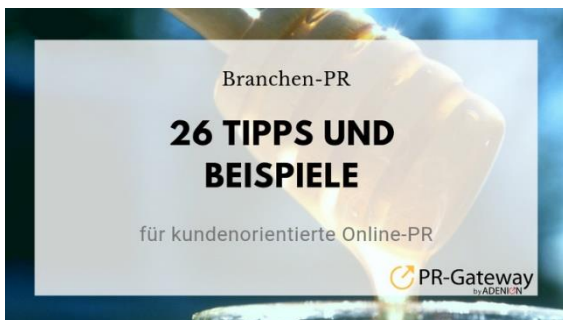 Branchen-PR
26 TIPPS UND
BEISPIELE
für kundenorientierte Online-PR
PR-Gateway
by ADENION